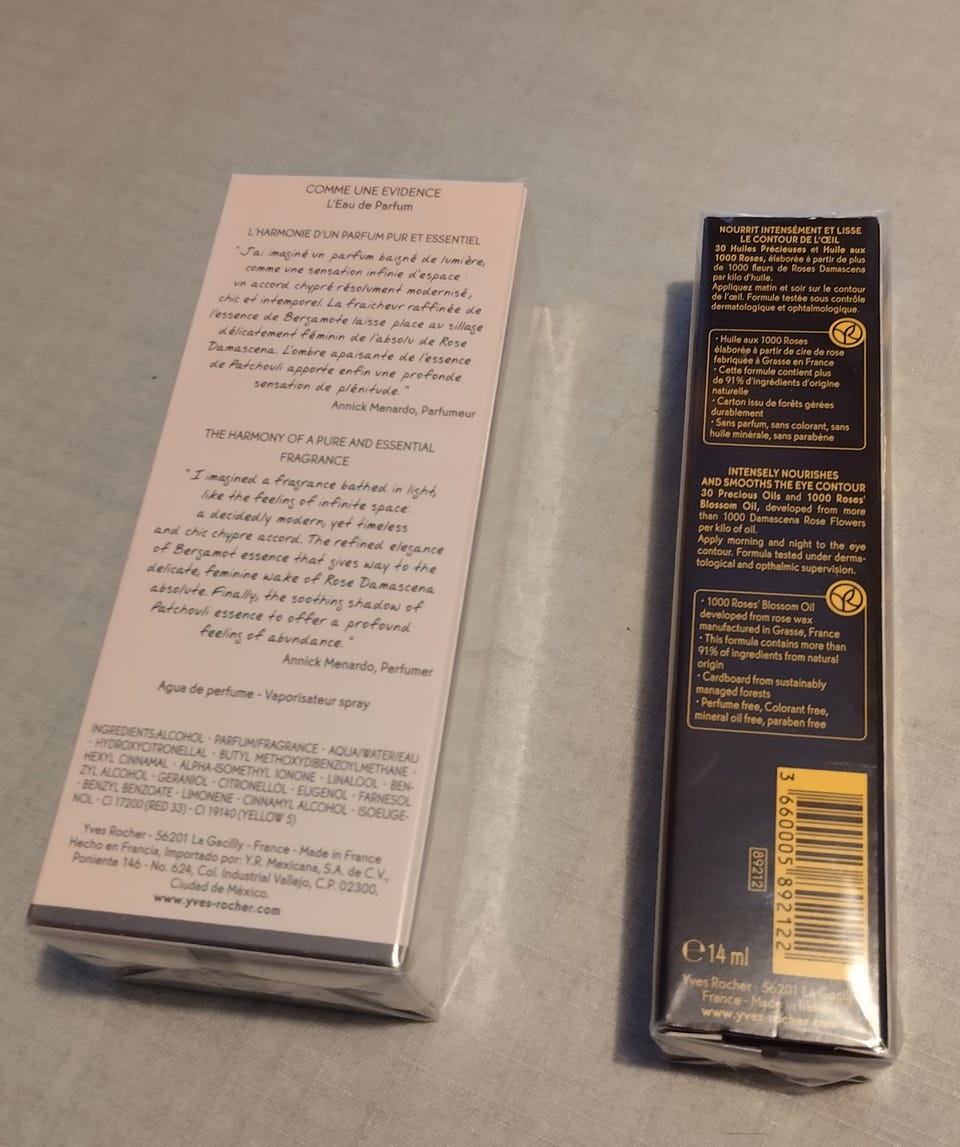 COMME UNE EVIDENCE
L'Eau de Parfum
L'HARMONIE D'UN PARFUM PUR ET ESSENTIEL
"J'ai imaginé un parfum baigné de lumière,
comme une sensation infinie d'espace :
un accord chypré résolument modernisé,
chic et intemporel. La fraicheur raffinée de
l'essence de Bergamote laisse place au sillage
délicatement féminin de l'absolu de Rose
Damascena. L'ombre apaisante de l'essence
de Patchouli apporte enfin une profonde
sensation de plénitude."
Annick Menardo, Parfumeur
THE HARMONY OF A PURE AND ESSENTIAL
FRAGRANCE
"I imagined a fragrance bathed in light,
like the feeling of infinite space:
a decidedly modern, yet timeless
and chic chypre accord. The refined elegance
of Bergamot essence that gives way to the
delicate, feminine wake of Rose Damascena
absolute. Finally, the soothing shadow of
Patchouli essence to offer a profound
feeling of abundance."
Annick Menardo, Perfumer
Agua de perfume - Vaporisateur spray
INGREDIENTS:ALCOHOL · PARFUM/FRAGRANCE · AQUA/WATER/EAU
· HYDROXYCITRONELLAL · BUTYL METHOXYDIBENZOYLMETHANE ·
HEXYL CINNAMAL · ALPHA-ISOMETHYL IONONE · LINALOOL · BEN-
ZYL ALCOHOL · GERANIOL · CITRONELLOL · EUGENOL · FARNESOL
· BENZYL BENZOATE · LIMONENE · CINNAMYL ALCOHOL · ISOEUGE-
NOL · CI 17200 (RED 33) · CI 19140 (YELLOW 5)
Yves Rocher - 56201 La Gacilly - France - Made in France
Hecho en Francia, Importado por: Y.R. Mexicana, S.A. de C.V.,
Poniente 146 - No. 624, Col. Industrial Vallejo, C.P. 02300,
Ciudad de México.
www.yves-rocher.com
NOURRIT INTENSÉMENT ET LISSE
LE CONTOUR DE L'ŒIL
30 Huiles Précieuses et Huile aux
1000 Roses, élaborée à partir de plus
de 1000 fleurs de Roses Damascena
par kilo d'huile.
Appliquez matin et soir sur le contour
de l'œil. Formule testée sous contrôle
dermatologique et ophtalmologique.
· Huile aux 1000 Roses
élaborée à partir de cire de rose
fabriquée à Grasse en France
· Cette formule contient plus
de 91% d'ingrédients d'origine
naturelle
· Carton issu de forêts gérées
durablement
· Sans parfum, sans colorant, sans
huile minérale, sans parabène
INTENSELY NOURISHES
AND SMOOTHS THE EYE CONTOUR
30 Precious Oils and 1000 Roses'
Blossom Oil, developed from more
than 1000 Damascena Rose Flowers
per kilo of oil.
Apply morning and night to the eye
contour. Formula tested under derma-
tological and opthalmic supervision.
· 1000 Roses' Blossom Oil
developed from rose wax
manufactured in Grasse, France
· This formula contains more than
91% of ingredients from natural
origin
· Cardboard from sustainably
managed forests
· Perfume free, Colorant free,
mineral oil free, paraben free
3 660005 892122
89212
℮ 14 ml
Yves Rocher - 56201 La Gacilly
France - Made in
www.yves-rocher.com